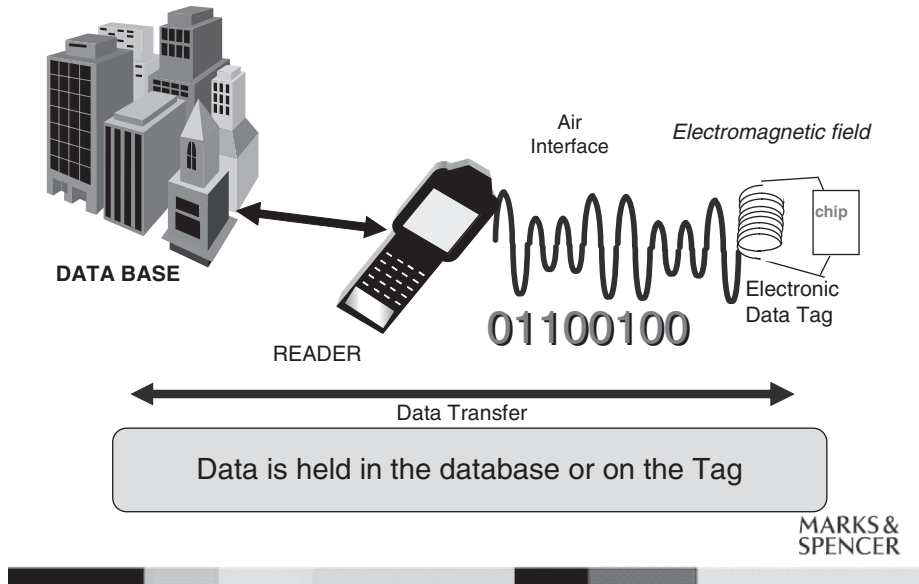 Air
Interface
Electromagnetic field
chip
DATA BASE
Electronic
Data Tag
01100100
READER
Data Transfer
Data is held in the database or on the Tag
MARKS &
SPENCER